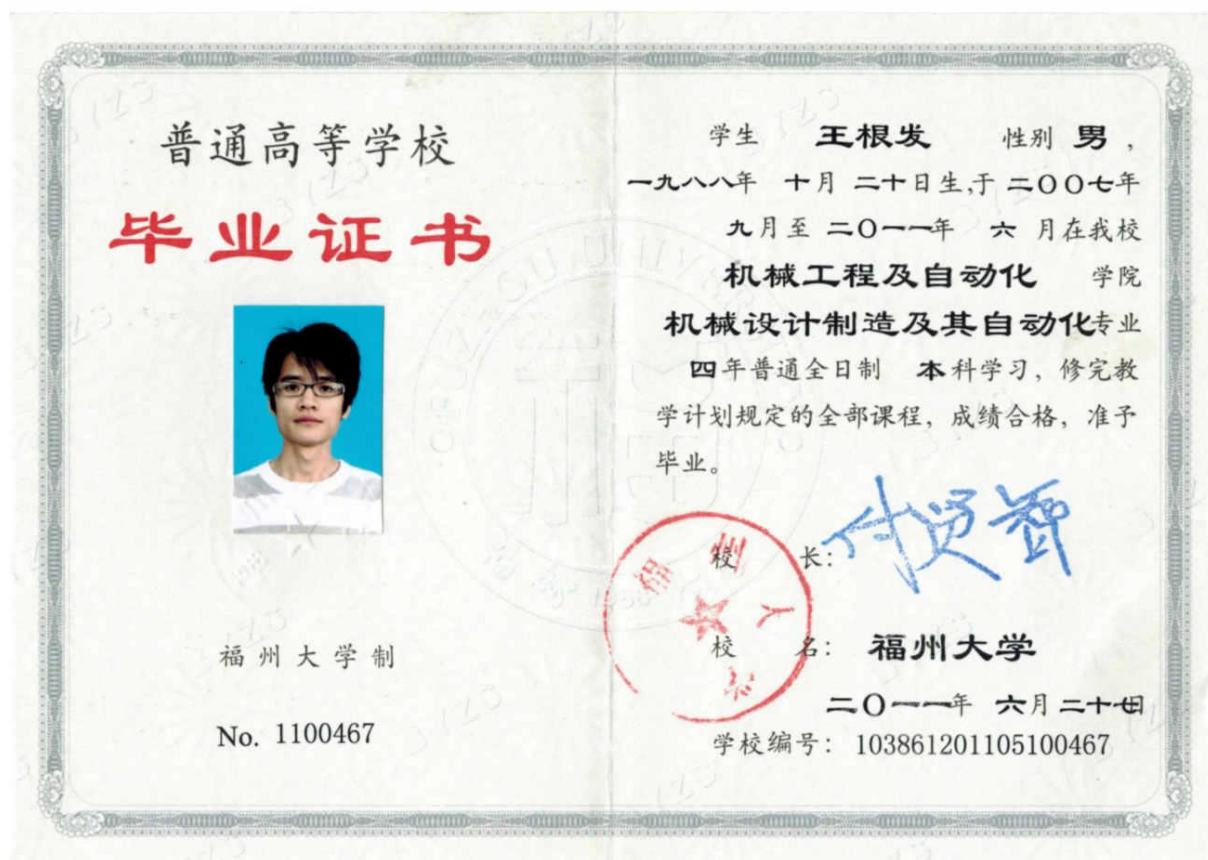 普通高等学校
毕业证书
福州大学制
No. 1100467
学生 王根发 性别 男，
一九八八年 十月 二十日生,于 二〇〇七年
九月至 二〇一一年 六 月在我校
机械工程及自动化 学院
机械设计制造及其自动化专业
四年普通全日制 本科学习，修完教
学计划规定的全部课程，成绩合格，准予
毕业。
校 长：
校 名：福州大学
二〇一一年 六月二十七日
学校编号：103861201105100467